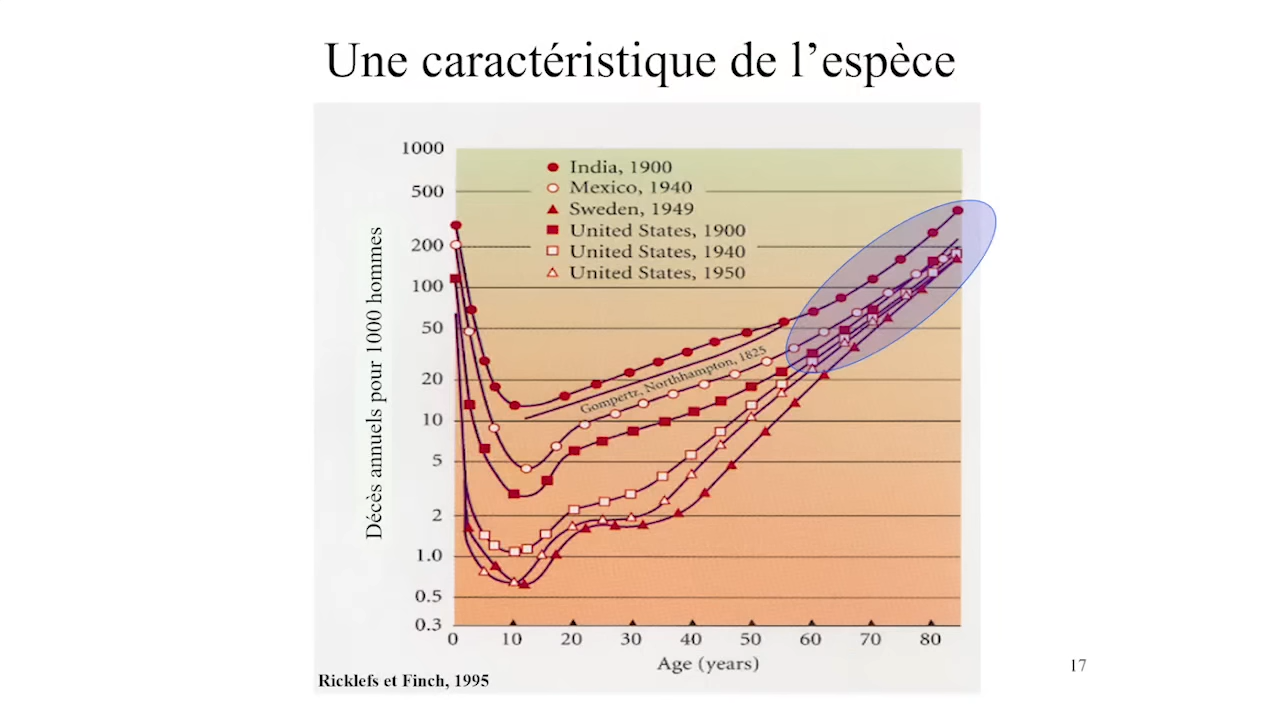 Une caractéristique de l’espèce
1000
500
200
100
50
20
10
5
2
1.0
0.5
0.3
Décès annuels pour 1000 hommes
India, 1900
Mexico, 1940
Sweden, 1949
United States, 1900
United States, 1940
United States, 1950
Gompertz, Northhampton, 1825
0 10 20 30 40 50 60 70 80
Age (years)
Ricklefs et Finch, 1995
17